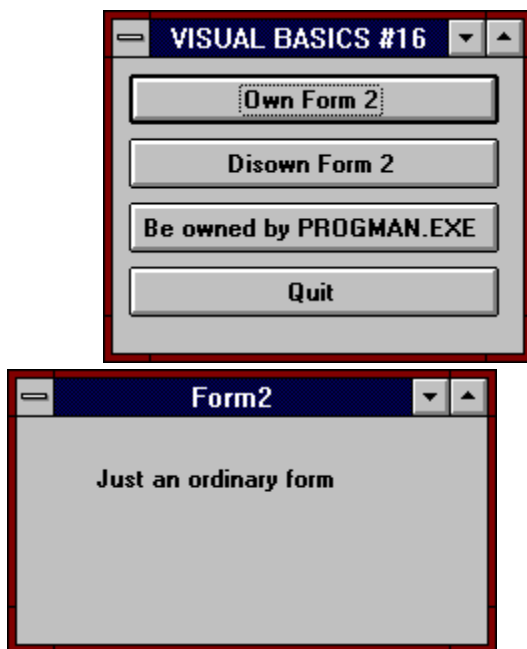 VISUAL BASICS #16
Own Form 2
Disown Form 2
Be owned by PROGMAN.EXE
Quit
Form2
Just an ordinary form